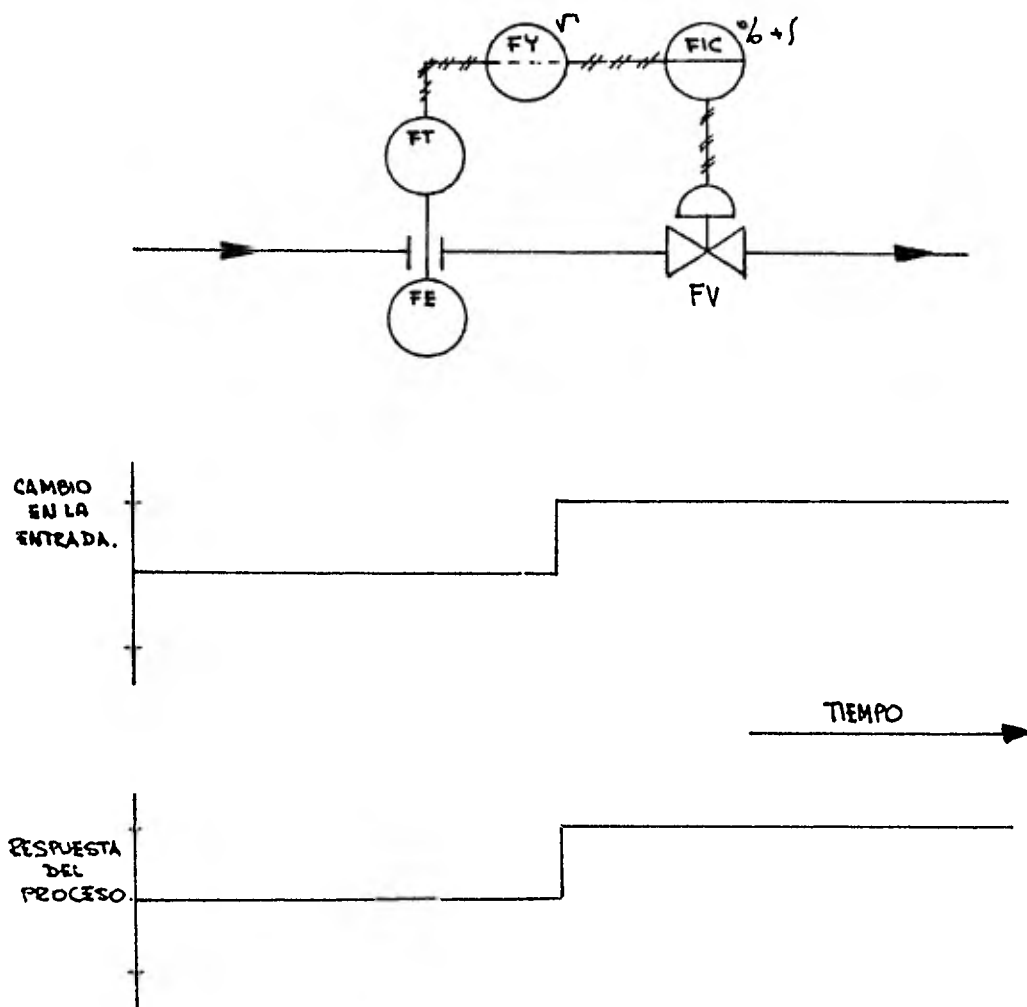 FY
√
FIC
% + ∫
FT
FE
FV
CAMBIO
EN LA
ENTRADA.
TIEMPO
RESPUESTA
DEL
PROCESO.